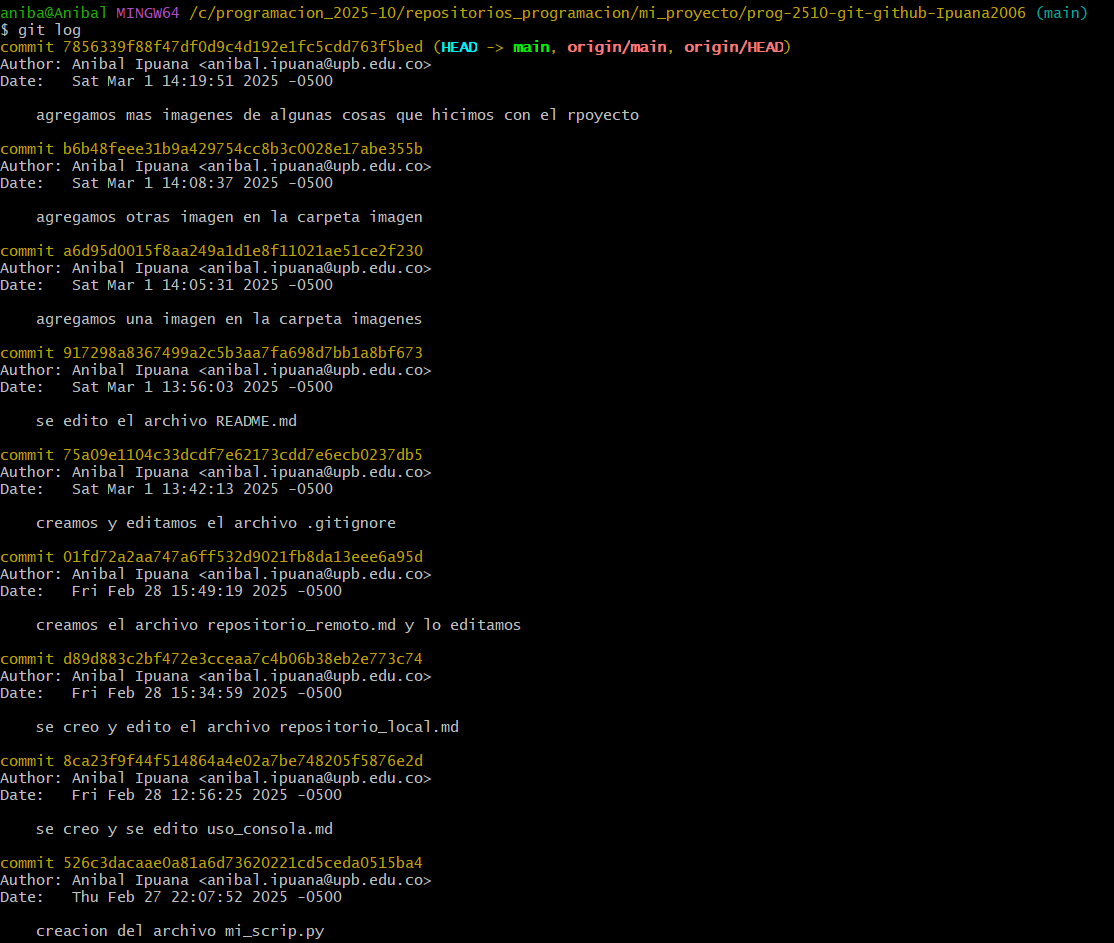 aniba@Anibal MINGW64 /c/programacion_2025-10/repositorios_programacion/mi_proyecto/prog-2510-git-github-Ipuana2006 (main)
$ git log
commit 7856339f88f47df0d9c4d192e1fc5cdd763f5bed (HEAD -> main, origin/main, origin/HEAD)
Author: Anibal Ipuana <anibal.ipuana@upb.edu.co>
Date:   Sat Mar 1 14:19:51 2025 -0500
agregamos mas imagenes de algunas cosas que hicimos con el rpoyecto
commit b6b48feee31b9a429754cc8b3c0028e17abe355b
Author: Anibal Ipuana <anibal.ipuana@upb.edu.co>
Date:   Sat Mar 1 14:08:37 2025 -0500
agregamos otras imagen en la carpeta imagen
commit a6d95d0015f8aa249a1d1e8f11021ae51ce2f230
Author: Anibal Ipuana <anibal.ipuana@upb.edu.co>
Date:   Sat Mar 1 14:05:31 2025 -0500
agregamos una imagen en la carpeta imagenes
commit 917298a8367499a2c5b3aa7fa698d7bb1a8bf673
Author: Anibal Ipuana <anibal.ipuana@upb.edu.co>
Date:   Sat Mar 1 13:56:03 2025 -0500
se edito el archivo README.md
commit 75a09e1104c33dcdf7e62173cdd7e6ecb0237db5
Author: Anibal Ipuana <anibal.ipuana@upb.edu.co>
Date:   Sat Mar 1 13:42:13 2025 -0500
creamos y editamos el archivo .gitignore
commit 01fd72a2aa747a6ff532d9021fb8da13eee6a95d
Author: Anibal Ipuana <anibal.ipuana@upb.edu.co>
Date:   Fri Feb 28 15:49:19 2025 -0500
creamos el archivo repositorio_remoto.md y lo editamos
commit d89d883c2bf472e3cceaa7c4b06b38eb2e773c74
Author: Anibal Ipuana <anibal.ipuana@upb.edu.co>
Date:   Fri Feb 28 15:34:59 2025 -0500
se creo y edito el archivo repositorio_local.md
commit 8ca23f9f44f514864a4e02a7be748205f5876e2d
Author: Anibal Ipuana <anibal.ipuana@upb.edu.co>
Date:   Fri Feb 28 12:56:25 2025 -0500
se creo y se edito uso_consola.md
commit 526c3dacaae0a81a6d73620221cd5ceda0515ba4
Author: Anibal Ipuana <anibal.ipuana@upb.edu.co>
Date:   Thu Feb 27 22:07:52 2025 -0500
creacion del archivo mi_scrip.py